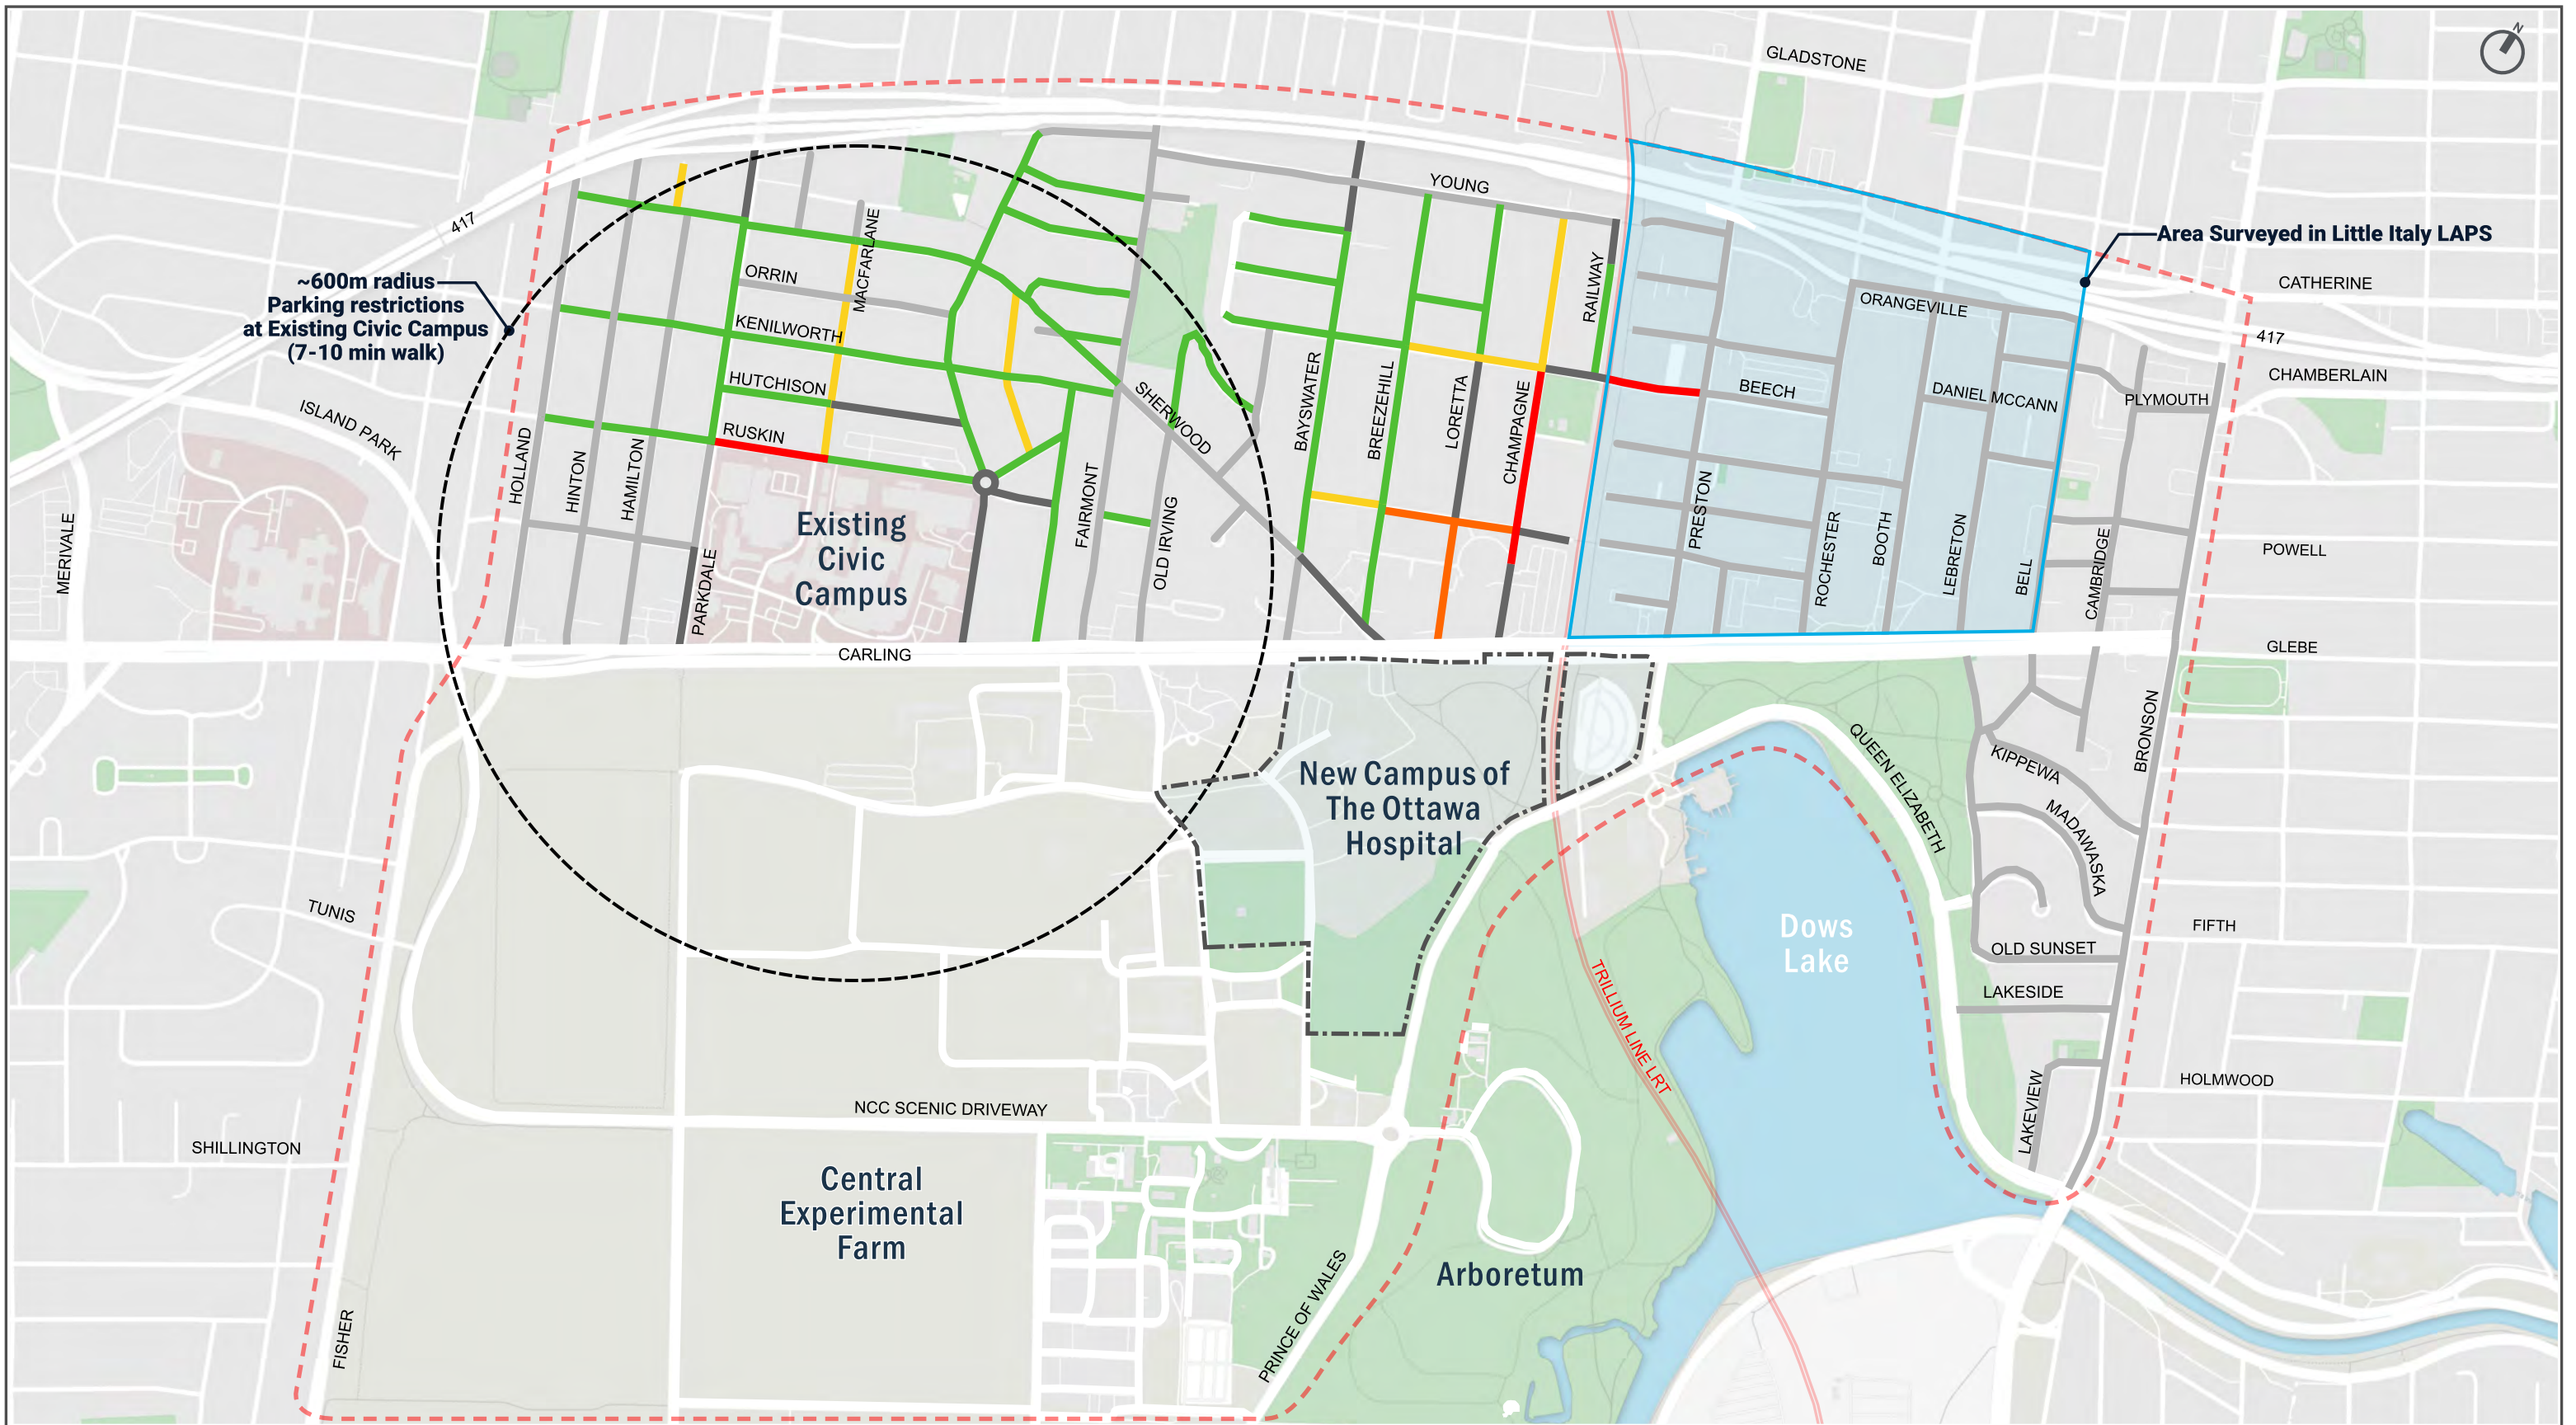 N
GLADSTONE
YOUNG
417
Area Surveyed in Little Italy LAPS
~600m radius
Parking restrictions
at Existing Civic Campus
(7-10 min walk)
CATHERINE
417
CHAMBERLAIN
ORRIN
MACFARLANE
KENILWORTH
HUTCHISON
RUSKIN
RAILWAY
ORANGEVILLE
BEECH
DANIEL MCCANN
PLYMOUTH
ISLAND PARK
HOLLAND
HINTON
HAMILTON
SHERWOOD
BAYSWATER
BREEZEHILL
LORETTA
CHAMPAGNE
MERIVALE
PARKDALE
Existing
Civic
Campus
FAIRMONT
OLD IRVING
PRESTON
ROCHESTER
BOOTH
LEBRETON
BELL
CAMBRIDGE
POWELL
CARLING
GLEBE
New Campus of
The Ottawa
Hospital
QUEEN ELIZABETH
KIPPEWA
MADAWASKA
BRONSON
TUNIS
Dows
Lake
FIFTH
OLD SUNSET
LAKESIDE
TRILLIUM LINE LRT
NCC SCENIC DRIVEWAY
HOLMWOOD
LAKEVIEW
SHILLINGTON
Central
Experimental
Farm
Arboretum
PRINCE OF WALES
FISHER